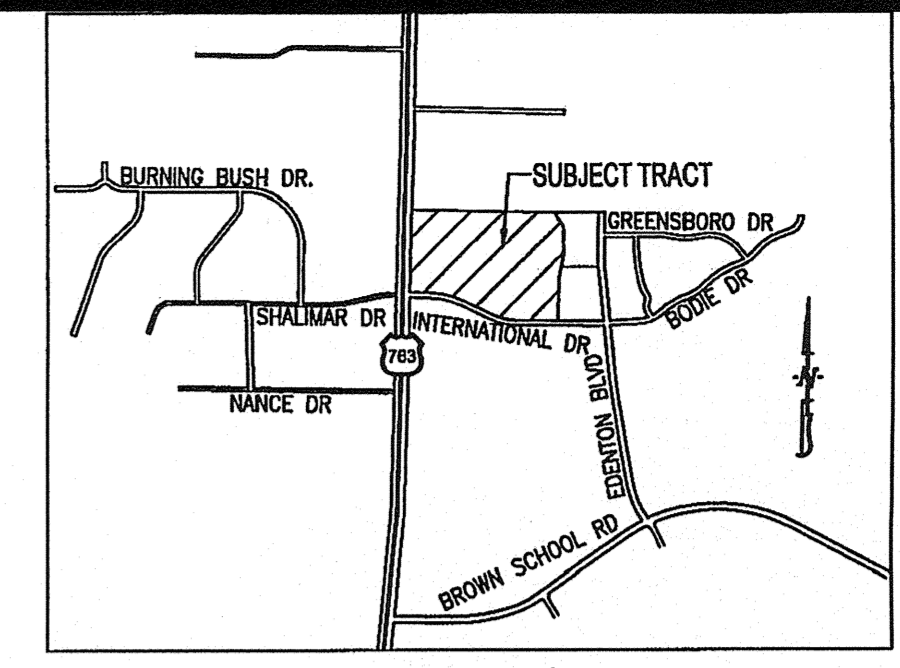 BURNING BUSH DR.
SUBJECT TRACT
GREENSBORO DR
BODIE DR
SHALIMAR DR
INTERNATIONAL DR
763
NANCE DR
EDENTON BLVD
BROWN SCHOOL RD
N